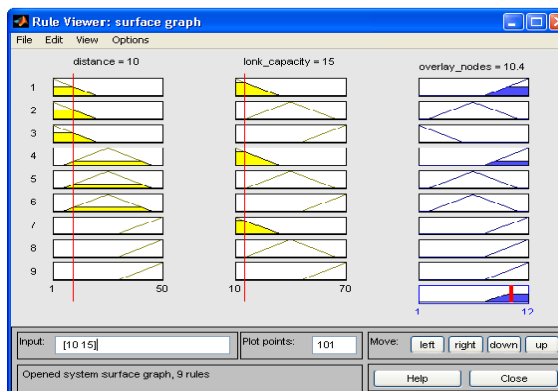 Rule Viewer: surface graph
File Edit View Options
distance = 10
lonk_capacity = 15
overlay_nodes = 10.4
1
2
3
4
5
6
7
8
9
1 50
10 70
1 12
Input: [10 15]
Plot points: 101
Move: left right down up
Opened system surface graph, 9 rules
Help Close